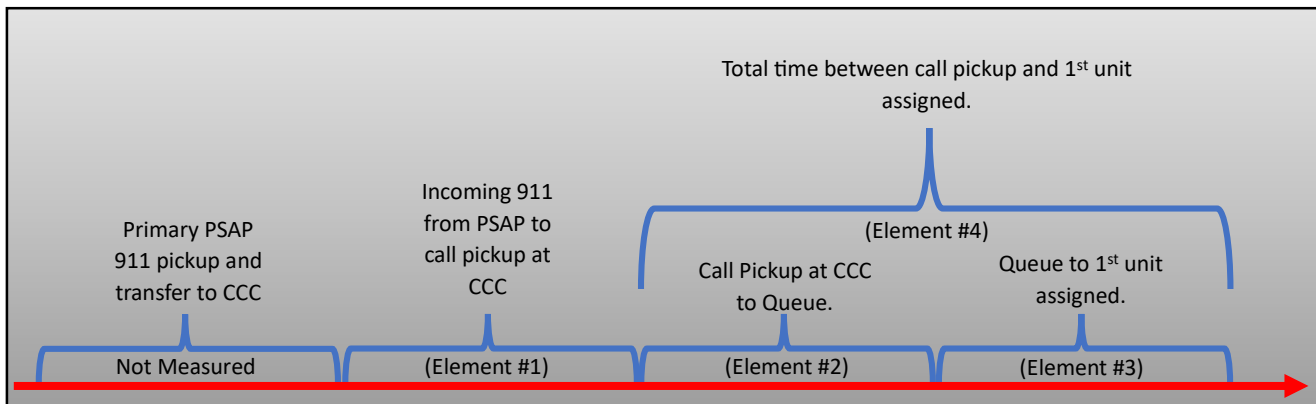 Total time between call pickup and 1st unit
assigned.
Primary PSAP
911 pickup and
transfer to CCC
Incoming 911
from PSAP to
call pickup at
CCC
(Element #4)
Call Pickup at CCC
to Queue.
Queue to 1st unit
assigned.
Not Measured
(Element #1)
(Element #2)
(Element #3)